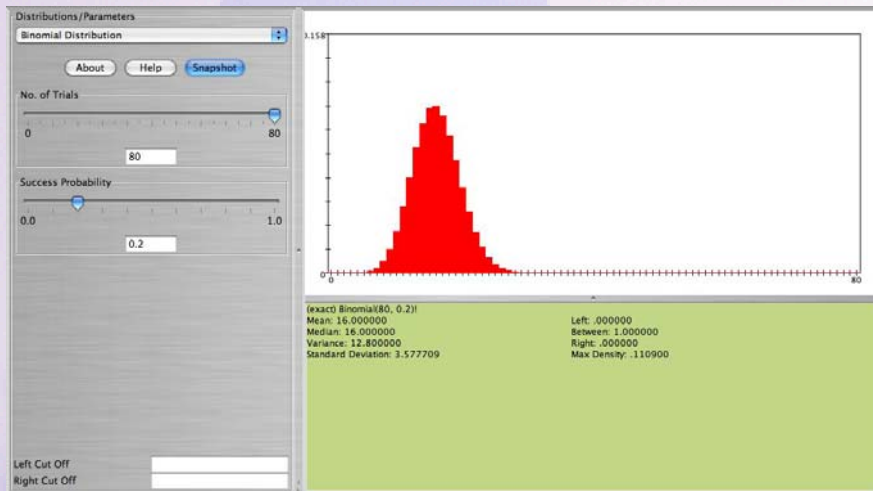 Distributions/Parameters
Binomial Distribution
About Help Snapshot
No. of Trials
0 80
80
Success Probability
0.0 1.0
0.2
Left Cut Off
Right Cut Off
0.158
0
0 80
(exact) Binomial(80, 0.2)!
Mean: 16.000000 Left: .000000
Median: 16.000000 Between: 1.000000
Variance: 12.800000 Right: .000000
Standard Deviation: 3.577709 Max Density: .110900